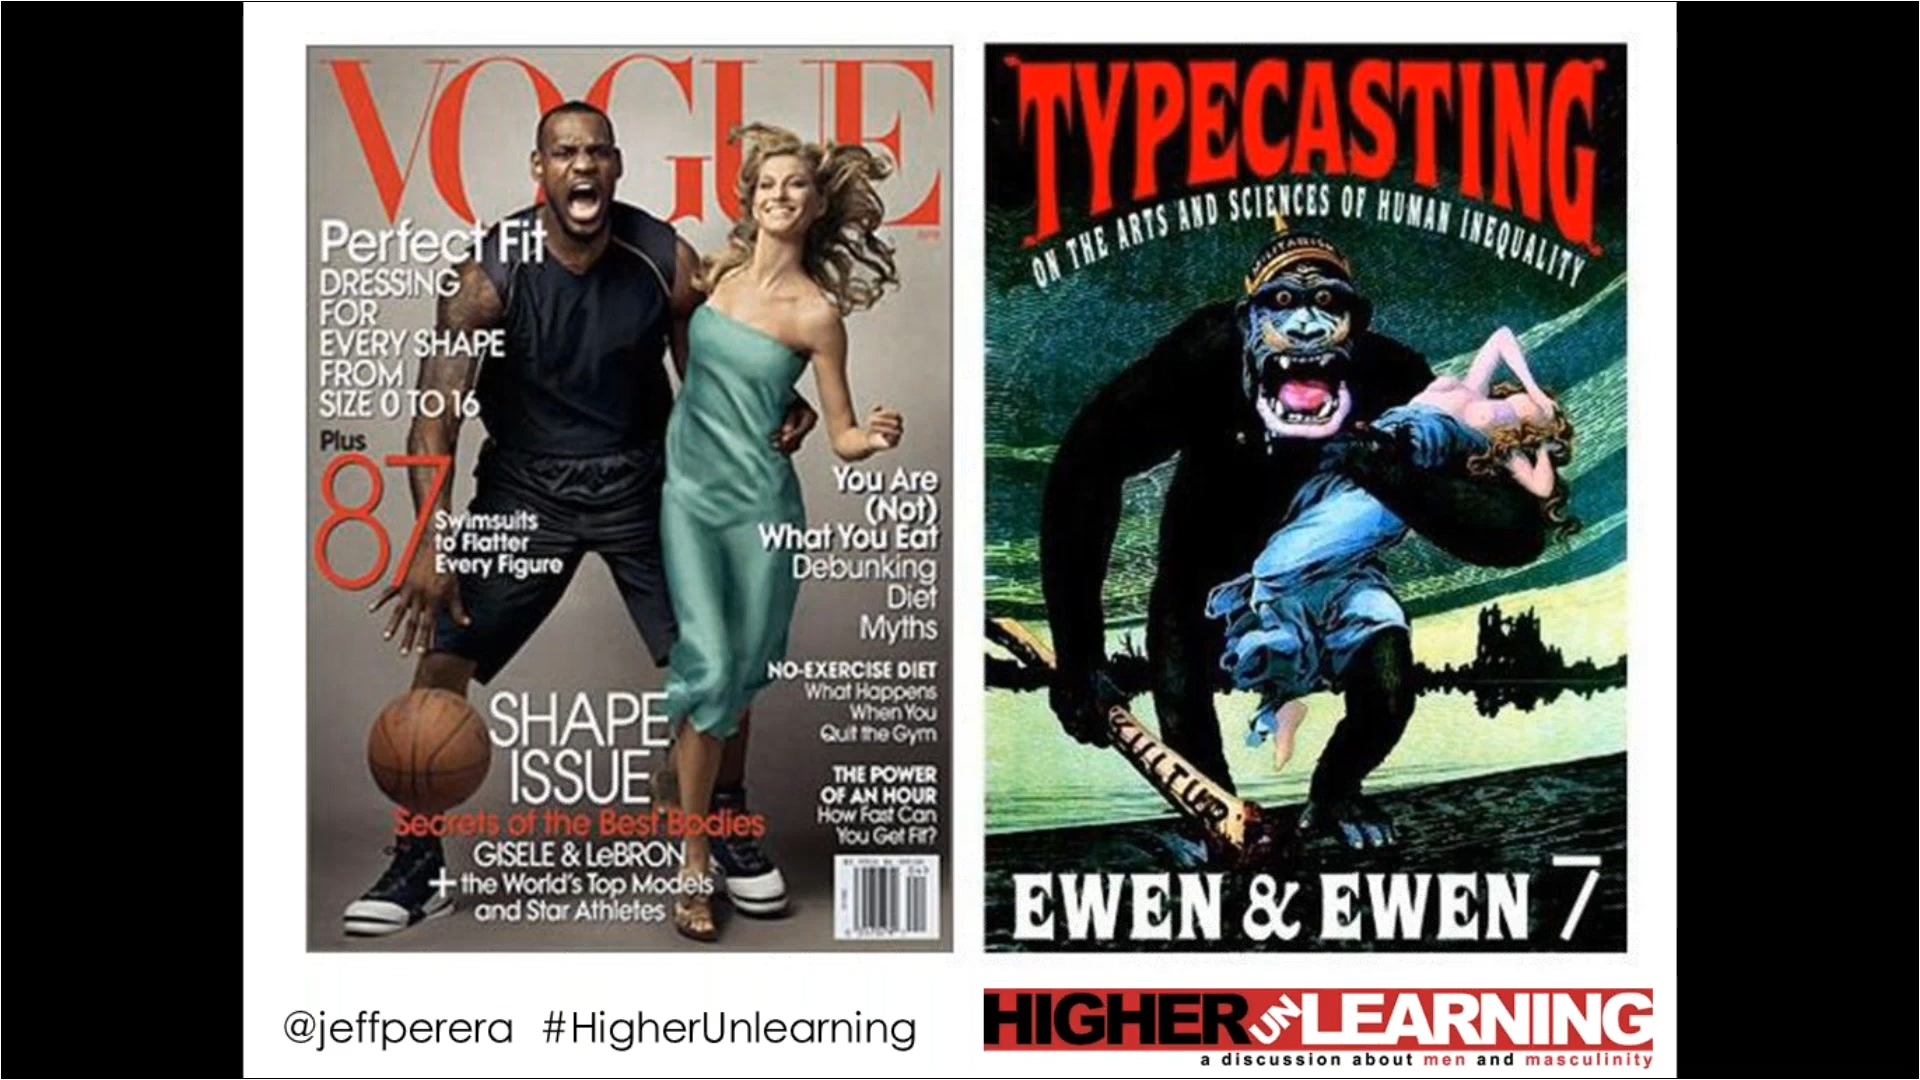 VOGUE
Perfect Fit
DRESSING
FOR
EVERY SHAPE
FROM
SIZE 0 TO 16
Plus
87
Swimsuits
to Flatter
Every Figure
You Are
(Not)
What You Eat
Debunking
Diet
Myths
NO-EXERCISE DIET
What Happens
When You
Quit the Gym
THE POWER
OF AN HOUR
How Fast Can
You Get Fit?
SHAPE
ISSUE
Secrets of the Best Bodies
GISELE & LeBRON
+ the World's Top Models
and Star Athletes
TYPECASTING
ON THE ARTS AND SCIENCES OF HUMAN INEQUALITY
MILITARISM
KULTUR
EWEN & EWEN 7
@jeffperera #HigherUnlearning
HIGHER UN LEARNING
a discussion about men and masculinity